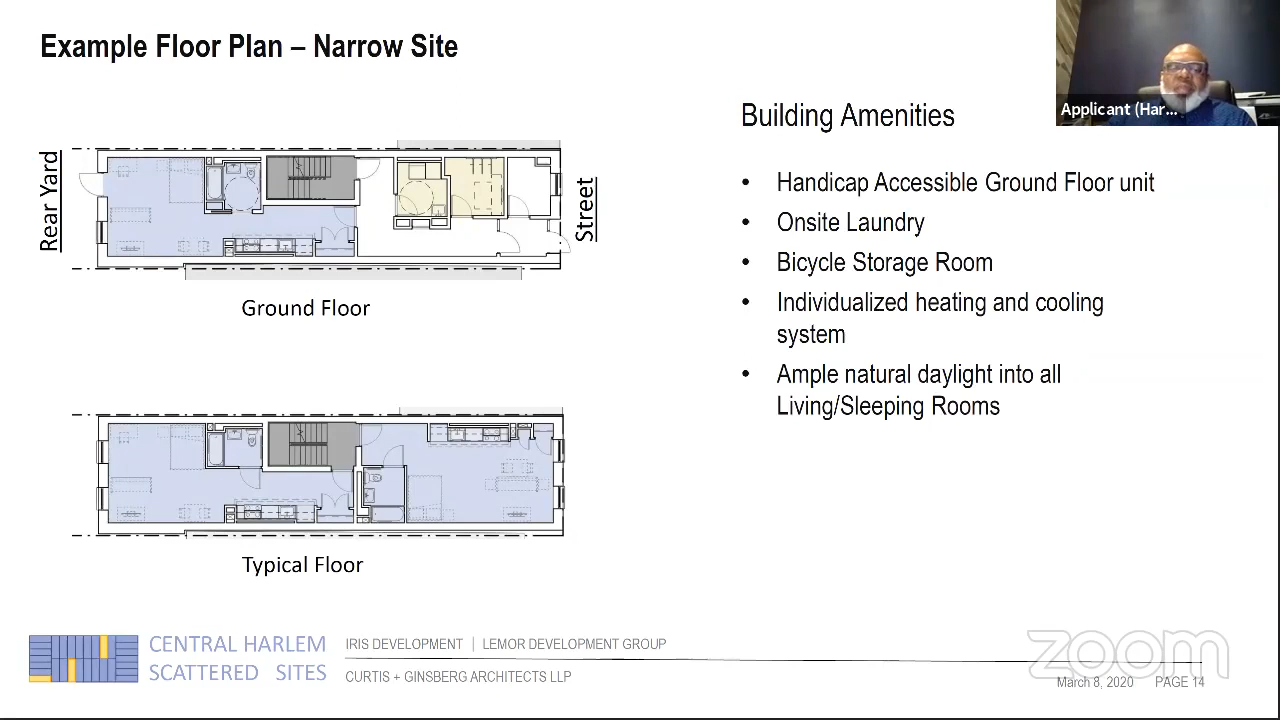 Example Floor Plan – Narrow Site
Applicant (Har...
Building Amenities
Rear Yard
Street
Ground Floor
• Handicap Accessible Ground Floor unit
• Onsite Laundry
• Bicycle Storage Room
• Individualized heating and cooling
system
• Ample natural daylight into all
Living/Sleeping Rooms
Typical Floor
CENTRAL HARLEM
SCATTERED SITES
IRIS DEVELOPMENT | LEMOR DEVELOPMENT GROUP
CURTIS + GINSBERG ARCHITECTS LLP
zoom
March 8, 2020 PAGE 14